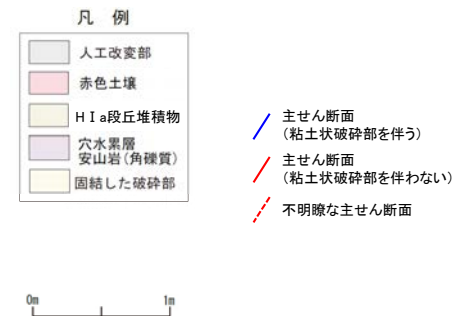 凡 例
人工改変部
赤色土壌
HⅠa段丘堆積物
穴水累層
安山岩(角礫質)
固結した破砕部
主せん断面
(粘土状破砕部を伴う)
主せん断面
(粘土状破砕部を伴わない)
不明瞭な主せん断面
0m 1m